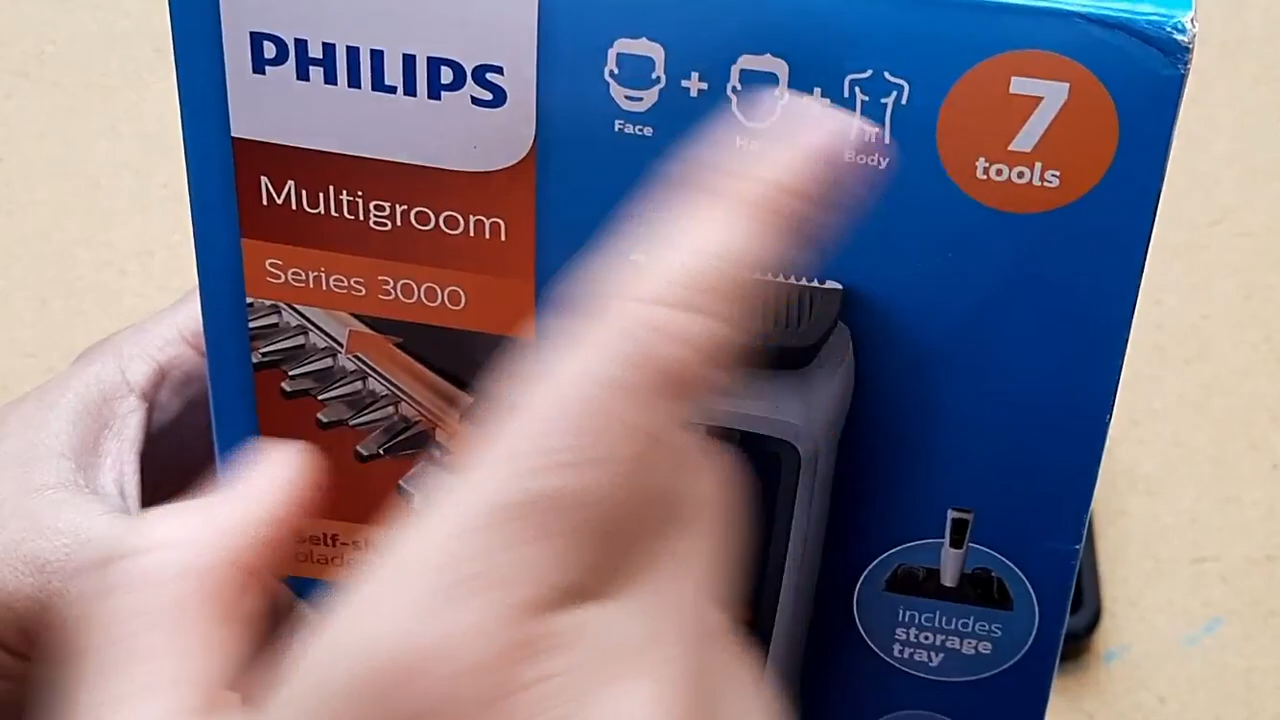 PHILIPS
Multigroom
Series 3000
Face
+
Body
7
tools
includes
storage
tray